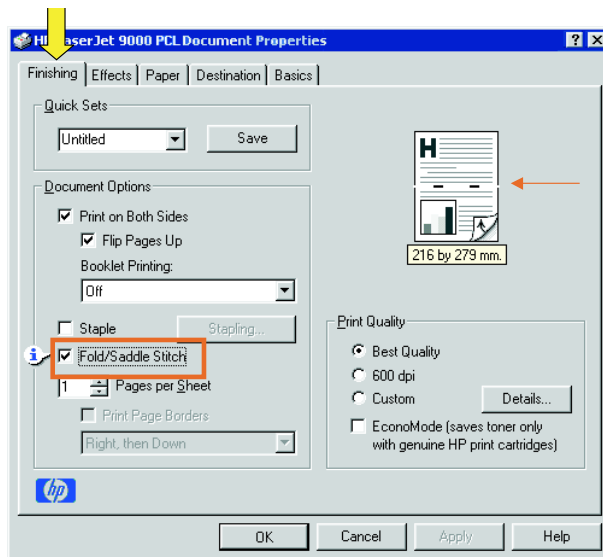 HP LaserJet 9000 PCL Document Properties
Finishing Effects Paper Destination Basics
Quick Sets
Untitled Save
Document Options
Print on Both Sides
Flip Pages Up
Booklet Printing:
Off
Staple Stapling...
Fold/Saddle Stitch
1 Pages per Sheet
Print Page Borders
Right, then Down
H
216 by 279 mm.
Print Quality
Best Quality
600 dpi
Custom Details...
EconoMode (saves toner only
with genuine HP print cartridges)
hp
OK Cancel Apply Help